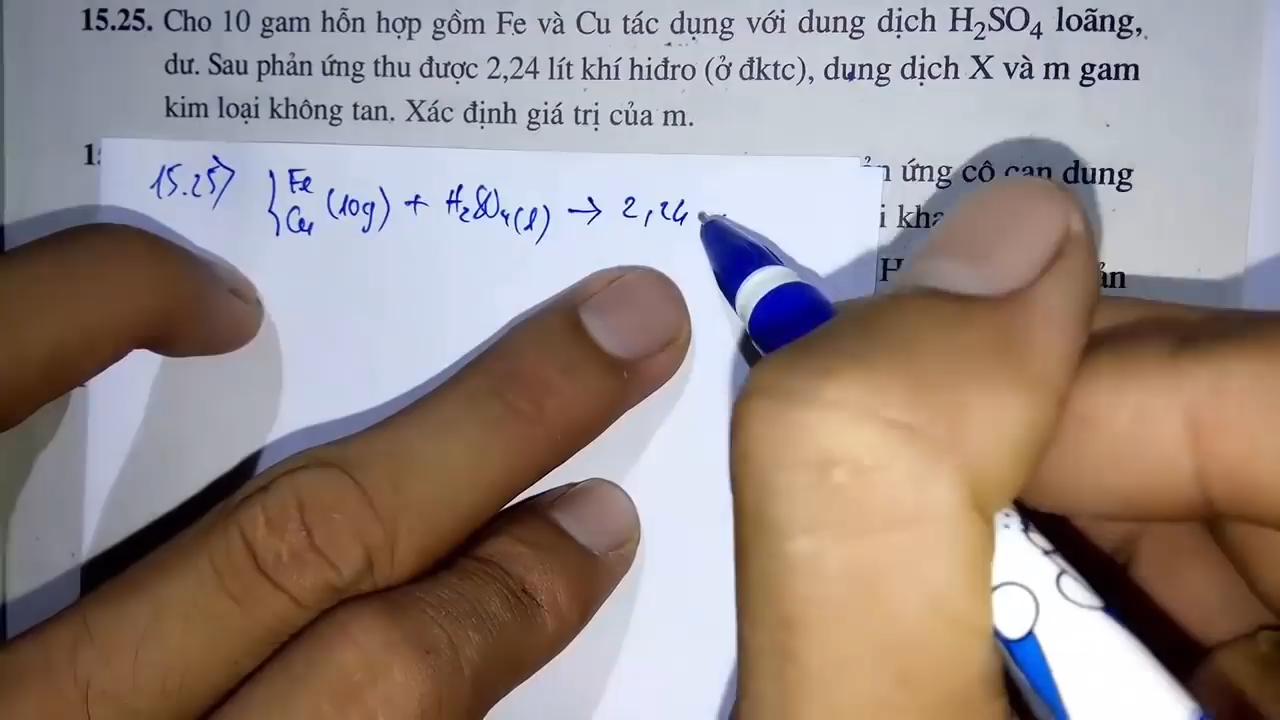 15.25. Cho 10 gam hỗn hợp gồm Fe và Cu tác dụng với dung dịch H₂SO₄ loãng,
dư. Sau phản ứng thu được 2,24 lít khí hiđro (ở đktc), dung dịch X và m gam
kim loại không tan. Xác định giá trị của m.
ứng cô cạn dung
15.25> { Fe Cu (10g) + H₂SO₄(l) → 2,24